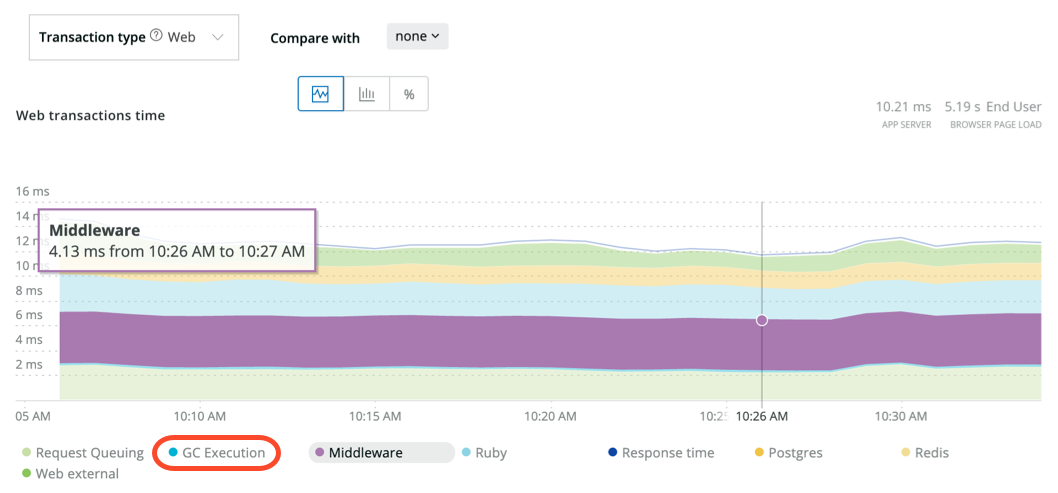 Transaction type ? Web
Compare with none
%
Web transactions time
10.21 ms 5.19 s End User
APP SERVER BROWSER PAGE LOAD
16 ms
14 ms
Middleware
12 ms
4.13 ms from 10:26 AM to 10:27 AM
10 ms
8 ms
6 ms
4 ms
2 ms
05 AM 10:10 AM 10:15 AM 10:20 AM 10:25 10:26 AM 10:30 AM
Request Queuing GC Execution Middleware Ruby Response time Postgres Redis
Web external